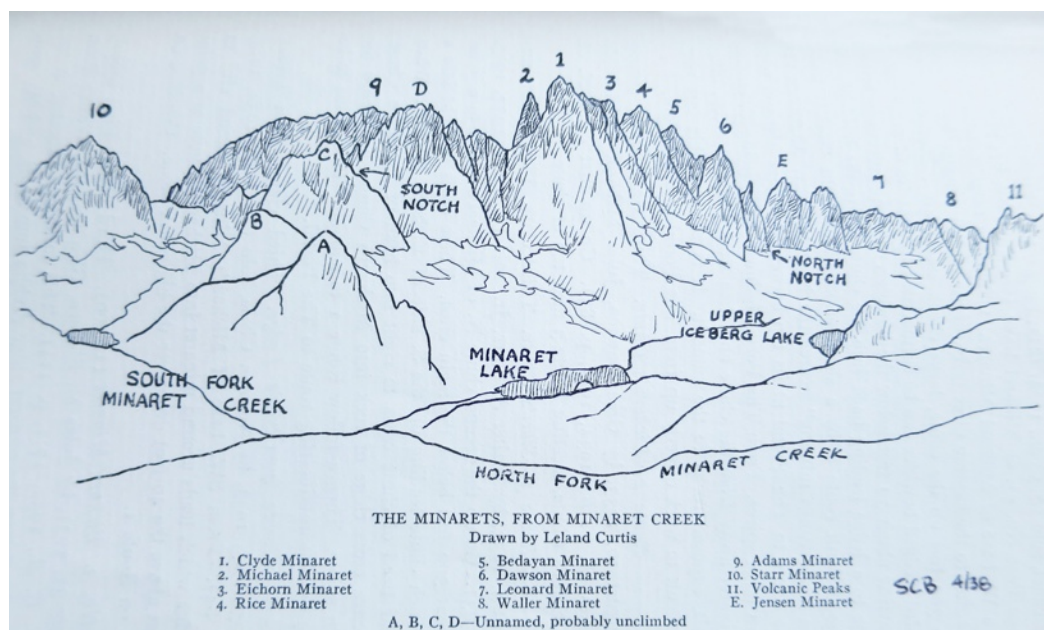 1
2
3
4
5
6
9
D
10
C
SOUTH
NOTCH
E
7
8
11
B
A
NORTH
NOTCH
UPPER
ICEBERG LAKE
MINARET
LAKE
SOUTH FORK
MINARET CREEK
NORTH FORK MINARET CREEK
THE MINARETS, FROM MINARET CREEK
Drawn by Leland Curtis
1. Clyde Minaret
2. Michael Minaret
3. Eichorn Minaret
4. Rice Minaret
5. Bedayan Minaret
6. Dawson Minaret
7. Leonard Minaret
8. Waller Minaret
9. Adams Minaret
10. Starr Minaret
11. Volcanic Peaks
E. Jensen Minaret
SCB 4/38
A, B, C, D—Unnamed, probably unclimbed